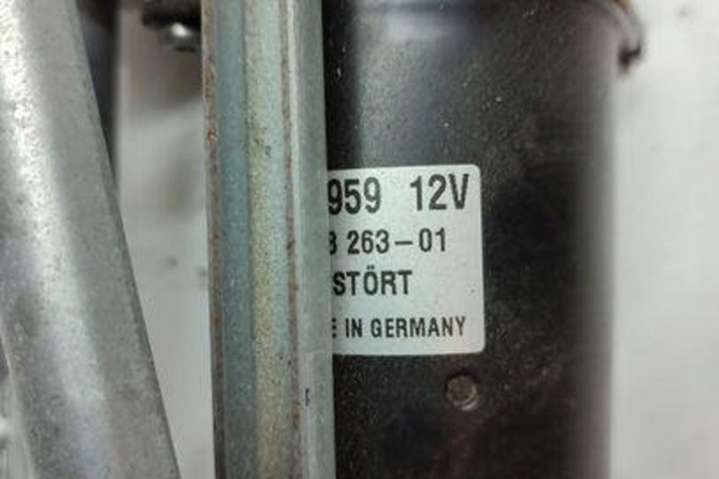 959 12V
263-01
STÖRT
IN GERMANY